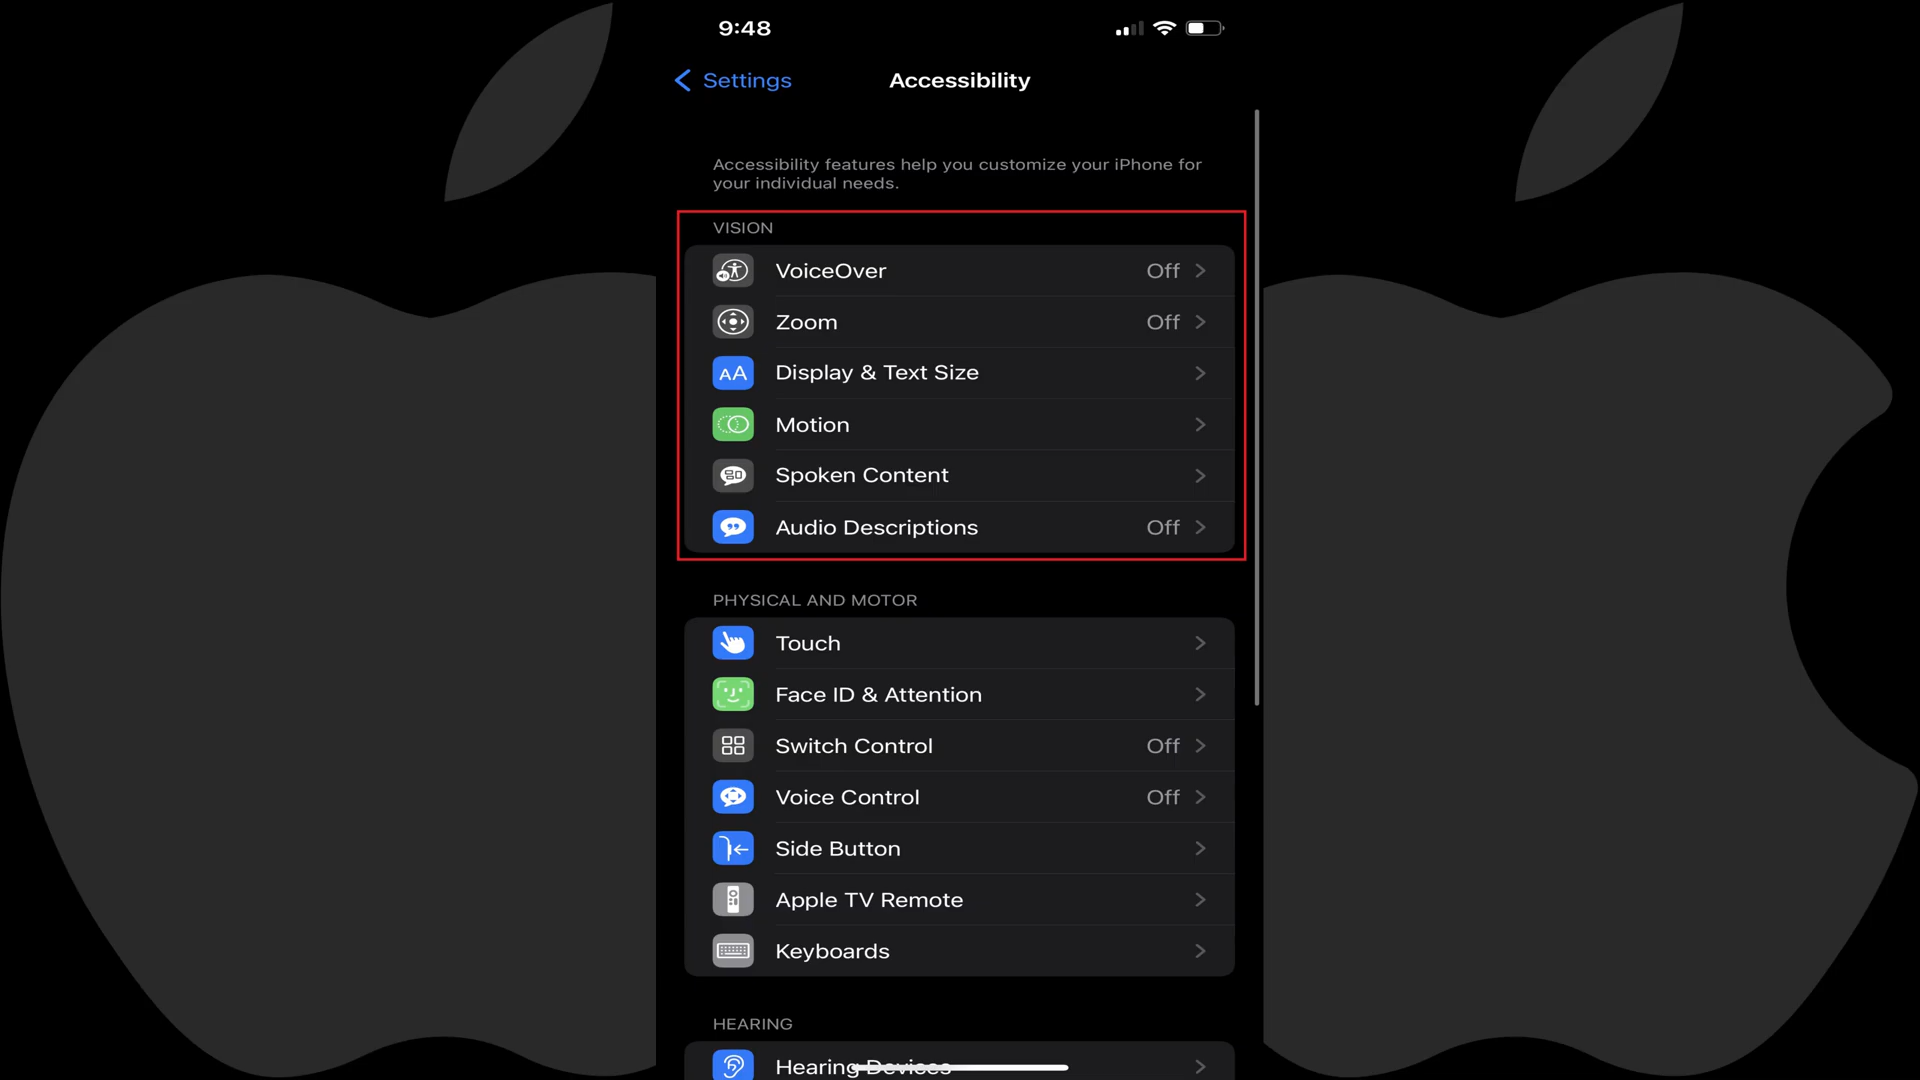 9:48
Settings
Accessibility
Accessibility features help you customize your iPhone for
your individual needs.
VISION
VoiceOver Off
Zoom Off
AA Display & Text Size
Motion
Spoken Content
Audio Descriptions Off
PHYSICAL AND MOTOR
Touch
Face ID & Attention
Switch Control Off
Voice Control Off
Side Button
Apple TV Remote
Keyboards
HEARING
Hearing Devices